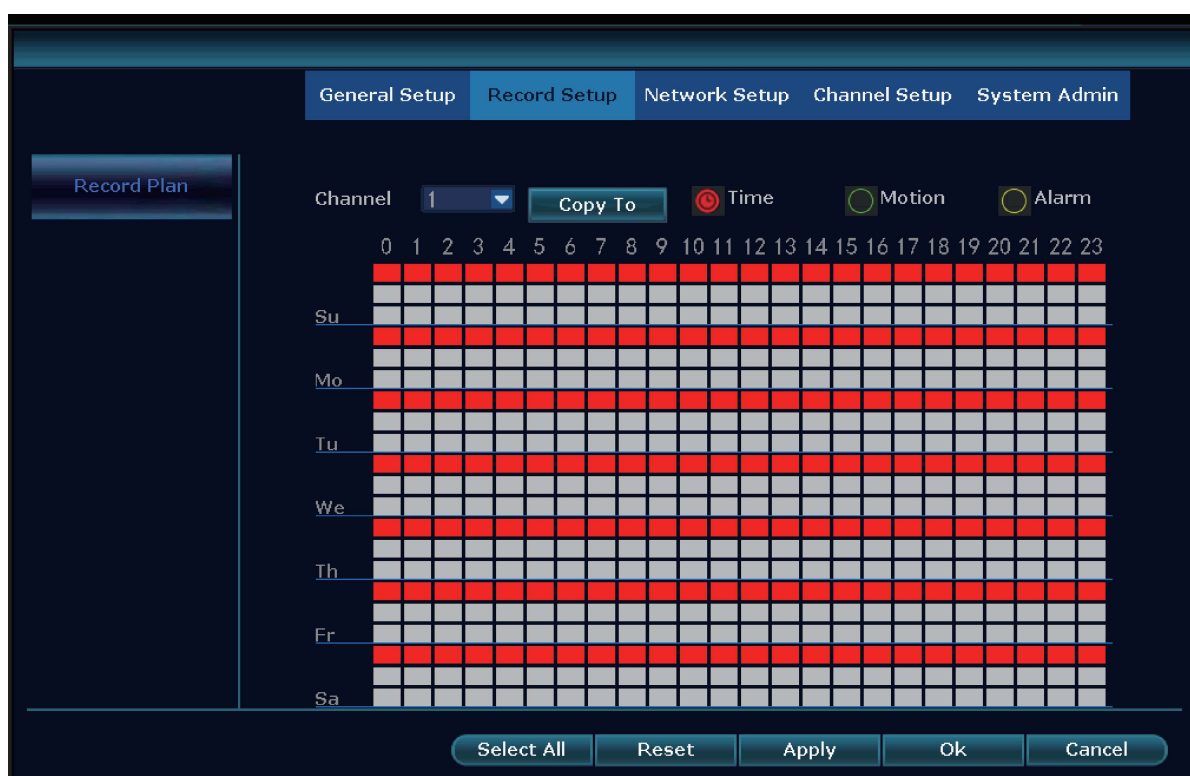 General Setup Record Setup Network Setup Channel Setup System Admin
Record Plan
Channel 1 Copy To Time Motion Alarm
0 1 2 3 4 5 6 7 8 9 10 11 12 13 14 15 16 17 18 19 20 21 22 23
Su
Mo
Tu
We
Th
Fr
Sa
Select All Reset Apply Ok Cancel